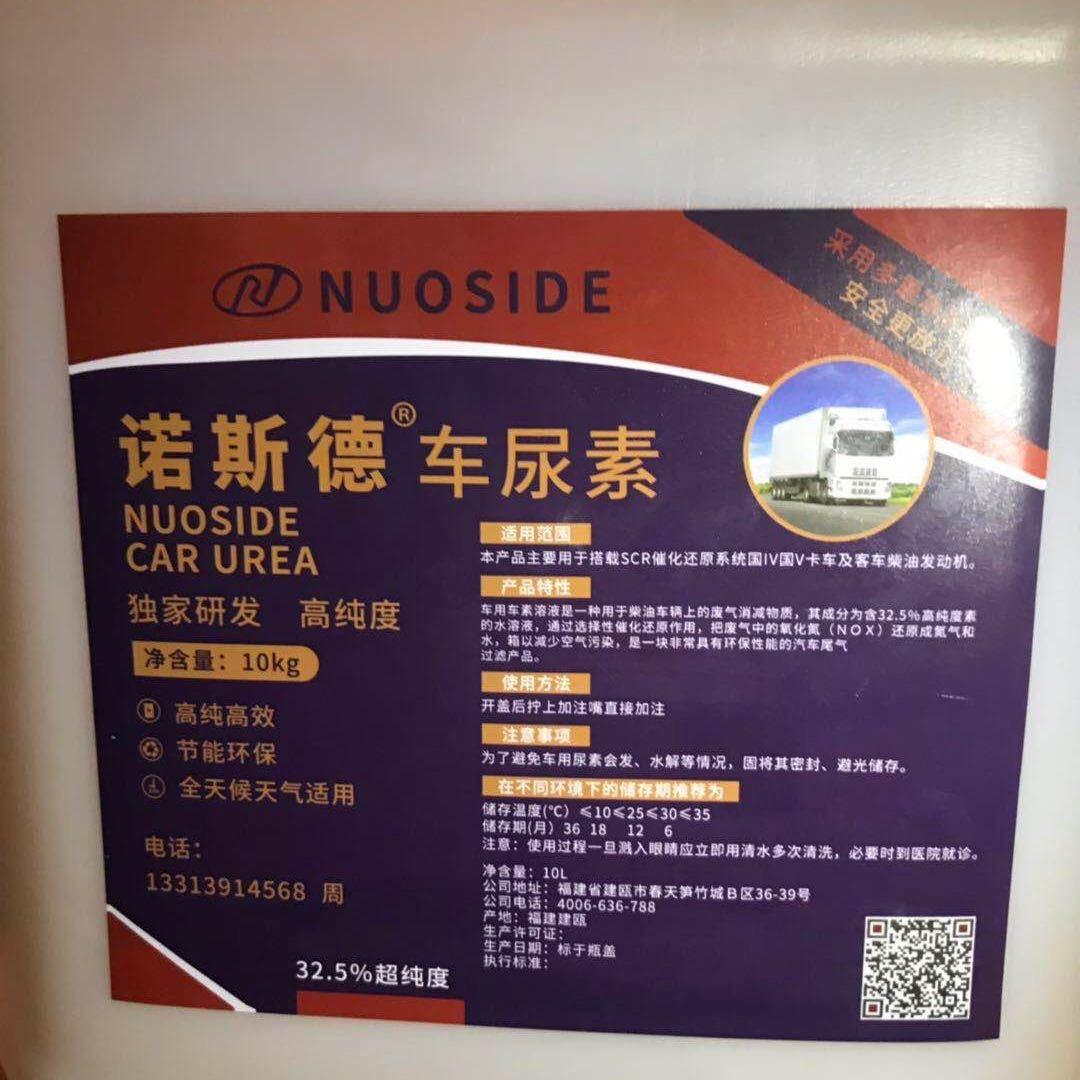 NUOSIDE
采用多重
安全更放心
诺斯德® 车尿素
NUOSIDE
CAR UREA
独家研发 高纯度
净含量：10kg
高纯高效
节能环保
全天候天气适用
电话：
13313914568 周
32.5%超纯度
适用范围
本产品主要用于搭载SCR催化还原系统国IV国V卡车及客车柴油发动机。
产品特性
车用车素溶液是一种用于柴油车辆上的废气消减物质，其成分为含32.5%高纯度素
的水溶液，通过选择性催化还原作用，把废气中的氧化氮（NOX）还原成氮气和
水，箱以减少空气污染，是一块非常具有环保性能的汽车尾气
过滤产品。
使用方法
开盖后拧上加注嘴直接加注
注意事项
为了避免车用尿素会发、水解等情况，固将其密封、避光储存。
在不同环境下的储存期推荐为
储存温度(℃) ≤10≤25≤30≤35
储存期(月) 36 18 12 6
注意：使用过程一旦溅入眼睛应立即用清水多次清洗，必要时到医院就诊。
净含量：10L
公司地址：福建省建瓯市春天笋竹城B区36-39号
公司电话：4006-636-788
产地：福建建瓯
生产许可证：
生产日期：标于瓶盖
执行标准：